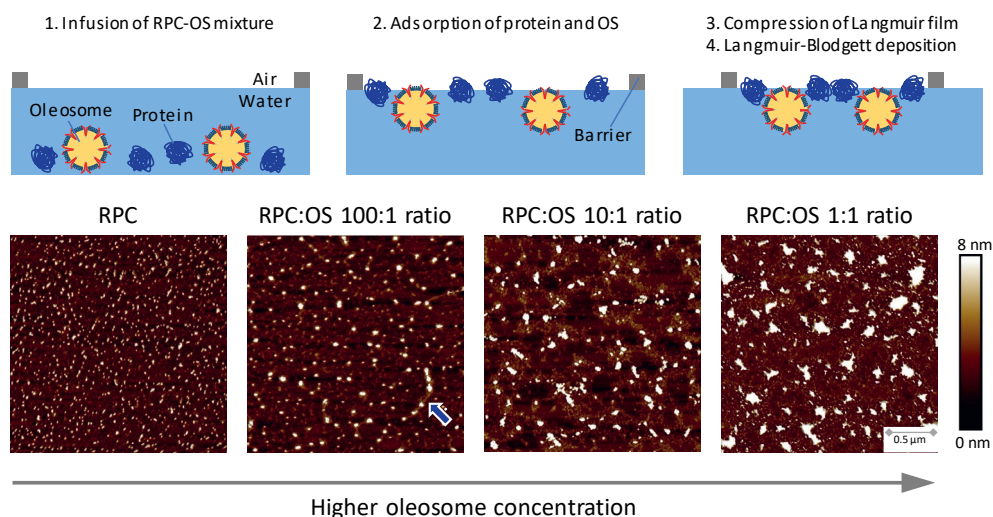 1. Infusion of RPC-OS mixture
2. Adsorption of protein and OS
3. Compression of Langmuir film
4. Langmuir-Blodgett deposition
Air
Water
Oleosome
Protein
Barrier
RPC
RPC:OS 100:1 ratio
RPC:OS 10:1 ratio
RPC:OS 1:1 ratio
8 nm
0.5 µm
0 nm
Higher oleosome concentration